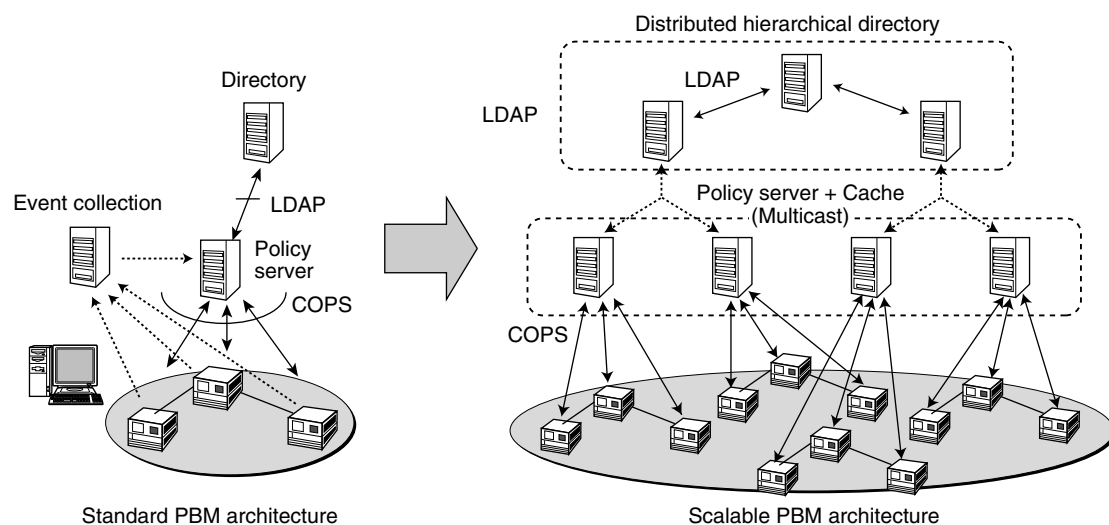 Directory
LDAP
Event collection
Policy
server
COPS
Standard PBM architecture
Distributed hierarchical directory
LDAP
LDAP
Policy server + Cache
(Multicast)
COPS
Scalable PBM architecture